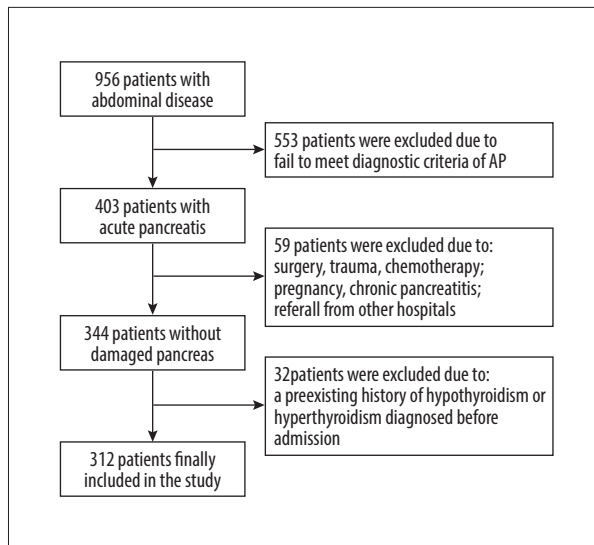 956 patients with
abdominal disease
553 patients were excluded due to
fail to meet diagnostic criteria of AP
403 patients with
acute pancreatis
59 patients were excluded due to:
surgery, trauma, chemotherapy;
pregnancy, chronic pancreatitis;
referall from other hospitals
344 patients without
damaged pancreas
32patients were excluded due to:
a preexisting history of hypothyroidism or
hyperthyroidism diagnosed before
admission
312 patients finally
included in the study